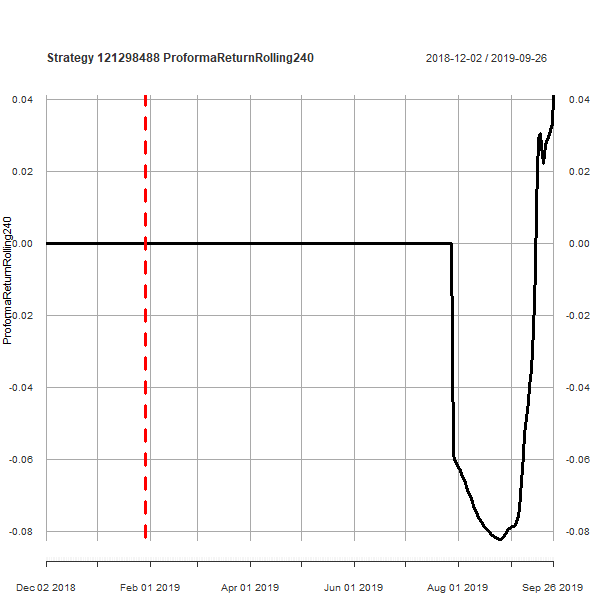 Strategy 121298488 ProformaReturnRolling240
2018-12-02 / 2019-09-26
0.04
0.02
0.00
-0.02
-0.04
-0.06
-0.08
ProformaReturnRolling240
0.04
0.02
0.00
-0.02
-0.04
-0.06
-0.08
Dec 02 2018
Feb 01 2019
Apr 01 2019
Jun 01 2019
Aug 01 2019
Sep 26 2019